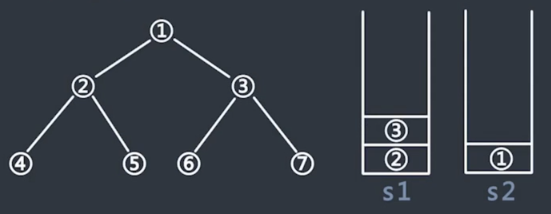 ①
② ③
④ ⑤ ⑥ ⑦
③
② ①
s1 s2